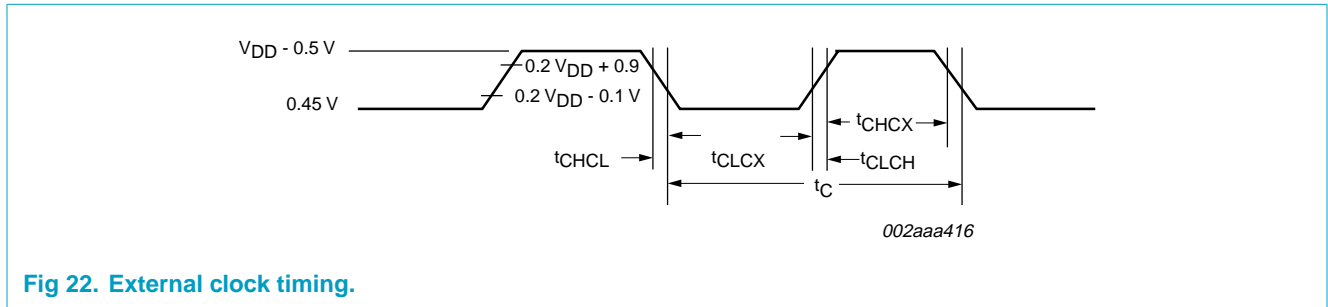 VDD - 0.5 V
0.2 VDD + 0.9
0.2 VDD - 0.1 V
0.45 V
tCHCX
tCHCL
tCLCX
tCLCH
tC
002aaa416
Fig 22. External clock timing.